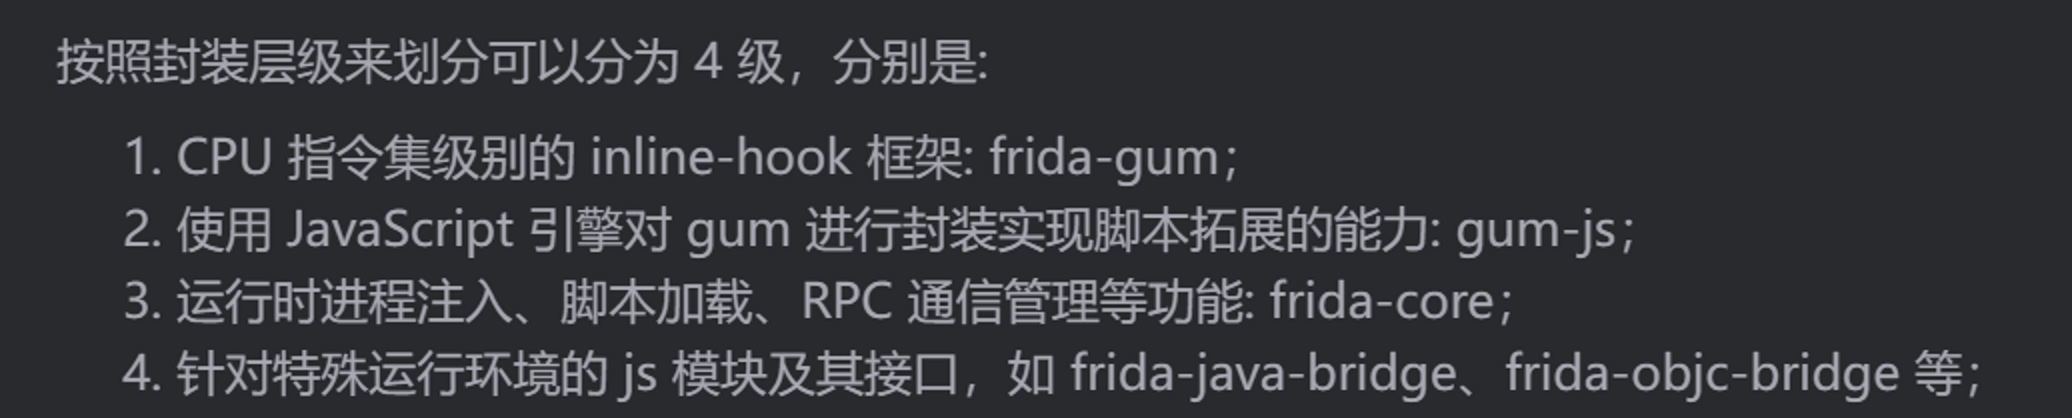 按照封装层级来划分可以分为 4 级，分别是:
1. CPU 指令集级别的 inline-hook 框架: frida-gum；
2. 使用 JavaScript 引擎对 gum 进行封装实现脚本拓展的能力: gum-js；
3. 运行时进程注入、脚本加载、RPC 通信管理等功能: frida-core；
4. 针对特殊运行环境的 js 模块及其接口，如 frida-java-bridge、frida-objc-bridge 等；